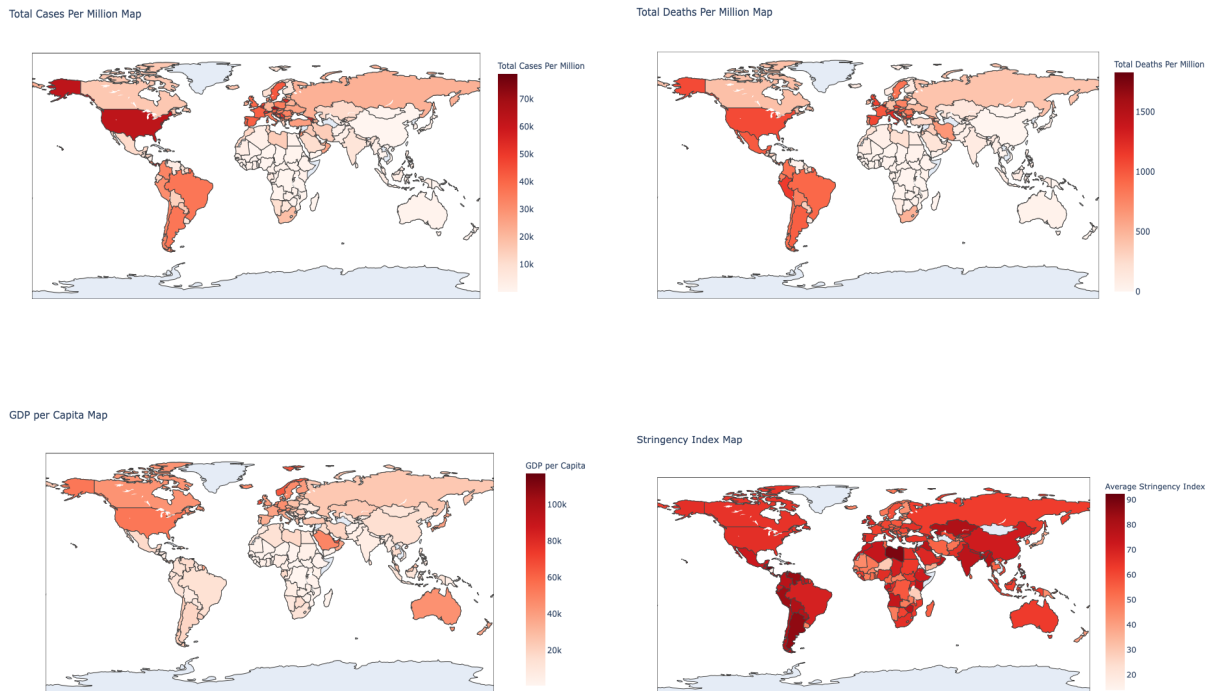 Total Cases Per Million Map
Total Cases Per Million
70k
60k
50k
40k
30k
20k
10k
Total Deaths Per Million Map
Total Deaths Per Million
1500
1000
500
0
GDP per Capita Map
GDP per Capita
100k
80k
60k
40k
20k
Stringency Index Map
Average Stringency Index
90
80
70
60
50
40
30
20